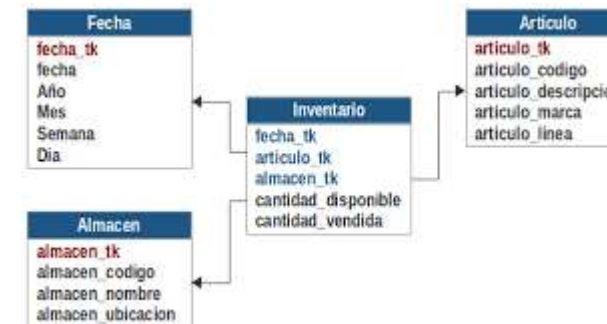 Fecha
fecha_tk
fecha
Año
Mes
Semana
Dia
Inventario
fecha_tk
articulo_tk
almacen_tk
cantidad_disponible
cantidad_vendida
Articulo
articulo_tk
articulo_codigo
articulo_descripcio
articulo_marca
articulo_linea
Almacen
almacen_tk
almacen_codigo
almacen_nombre
almacen_ubicacion